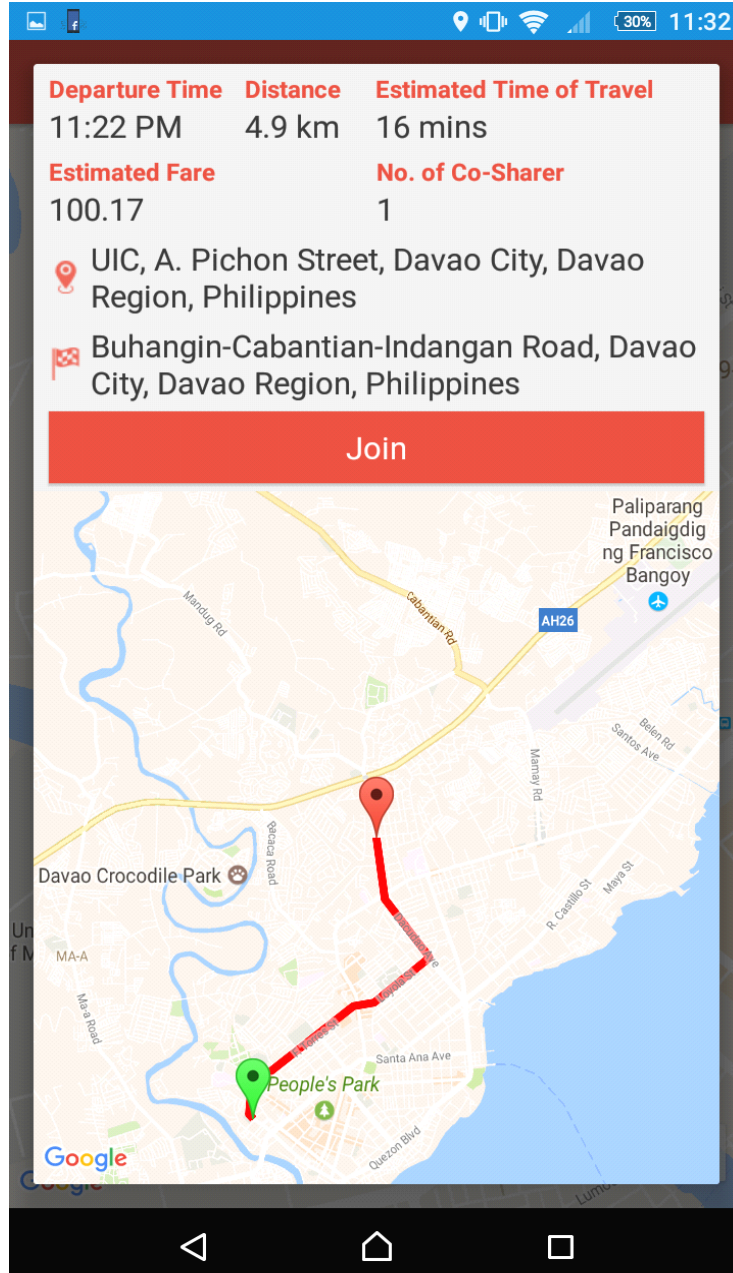 30% 11:32
Departure Time Distance Estimated Time of Travel
11:22 PM 4.9 km 16 mins
Estimated Fare No. of Co-Sharer
100.17 1
UIC, A. Pichon Street, Davao City, Davao
Region, Philippines
Buhangin-Cabantian-Indangan Road, Davao
City, Davao Region, Philippines
Join
Paliparang
Pandaigdig
ng Francisco
Bangoy
Mandug Rd
Cabantian Rd
AH26
Belen Rd
Santos Ave
Mamay Rd
Bacaca Road
Davao Crocodile Park
R. Castillo St
Maya St
MA-A
Ma-a Road
Loyola St
Santa Ana Ave
People's Park
Quezon Blvd
Google
Google